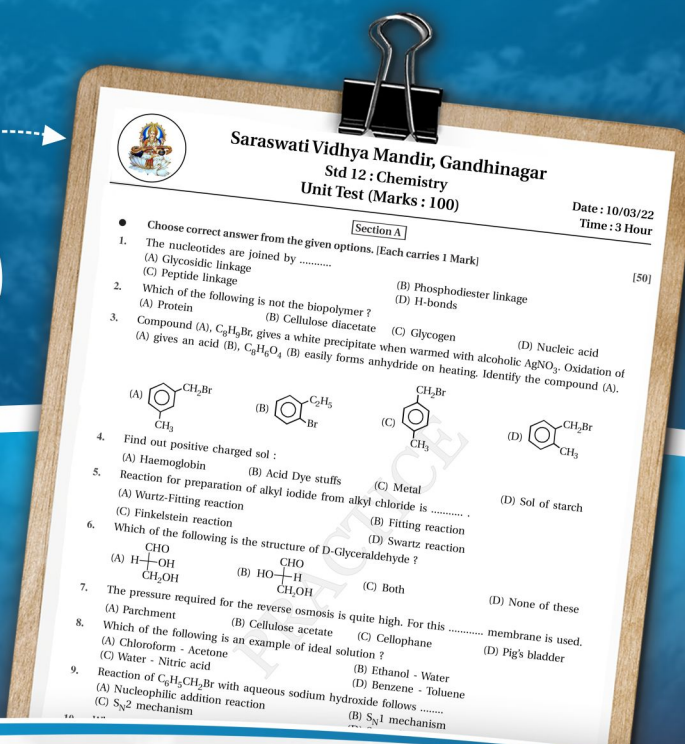 Saraswati Vidhya Mandir, Gandhinagar
Std 12 : Chemistry
Unit Test (Marks : 100)
Date : 10/03/22
Time : 3 Hour
Section A
● Choose correct answer from the given options. [Each carries 1 Mark] [50]
1. The nucleotides are joined by ...........
(A) Glycosidic linkage (B) Phosphodiester linkage
(C) Peptide linkage (D) H-bonds
2. Which of the following is not the biopolymer ?
(A) Protein (B) Cellulose diacetate (C) Glycogen (D) Nucleic acid
3. Compound (A), C₈H₉Br, gives a white precipitate when warmed with alcoholic AgNO₃. Oxidation of
(A) gives an acid (B), C₈H₆O₄ (B) easily forms anhydride on heating. Identify the compound (A).
(A) CH₂Br CH₃ (B) C₂H₅ Br (C) CH₂Br CH₃ (D) CH₂Br CH₃
4. Find out positive charged sol :
(A) Haemoglobin (B) Acid Dye stuffs (C) Metal (D) Sol of starch
5. Reaction for preparation of alkyl iodide from alkyl chloride is ........... .
(A) Wurtz-Fitting reaction (B) Fitting reaction
(C) Finkelstein reaction (D) Swartz reaction
6. Which of the following is the structure of D-Glyceraldehyde ?
CHO CHO
(A) H OH (B) HO H (C) Both (D) None of these
CH₂OH CH₂OH
7. The pressure required for the reverse osmosis is quite high. For this ........... membrane is used.
(A) Parchment (B) Cellulose acetate (C) Cellophane (D) Pig's bladder
8. Which of the following is an example of ideal solution ?
(A) Chloroform - Acetone (B) Ethanol - Water
(C) Water - Nitric acid (D) Benzene - Toluene
9. Reaction of C₆H₅CH₂Br with aqueous sodium hydroxide follows ........
(A) Nucleophilic addition reaction (B) S_N1 mechanism
(C) S_N2 mechanism
PRACTICE